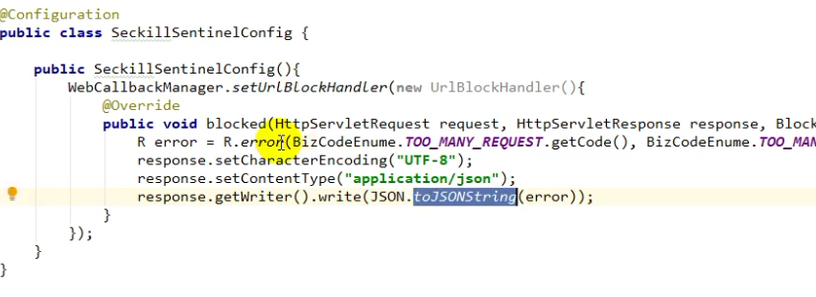 @Configuration
public class SeckillSentinelConfig {
public SeckillSentinelConfig(){
WebCallbackManager.setUrlBlockHandler(new UrlBlockHandler(){
@Override
public void blocked(HttpServletRequest request, HttpServletResponse response, Block
R error = R.error(BizCodeEnume.TOO_MANY_REQUEST.getCode(), BizCodeEnume.TOO_MA
response.setCharacterEncoding("UTF-8");
response.setContentType("application/json");
response.getWriter().write(JSON.toJSONString(error));
}
});
}
}